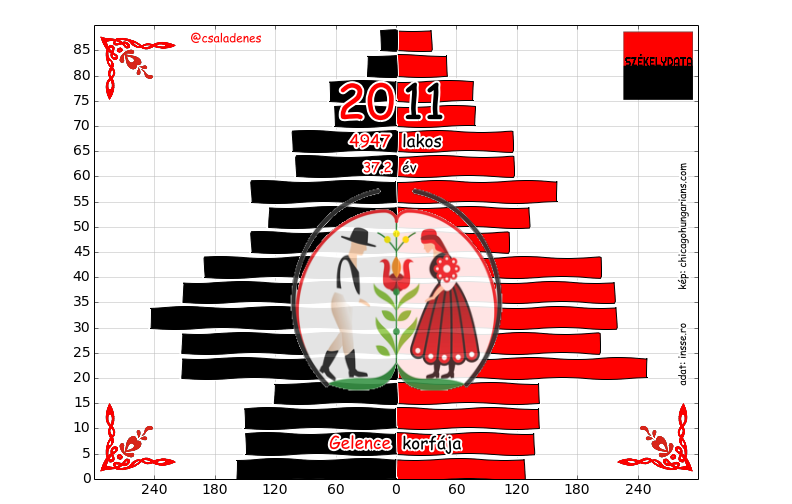 @csaladenes
SZÉKELYDATA
2011
4947 lakos
37.2 év
kép: chicagohungarians.com
adat: insse.ro
Gelence korfája
85
80
75
70
65
60
55
50
45
40
35
30
25
20
15
10
5
0
240 180 120 60 0 60 120 180 240